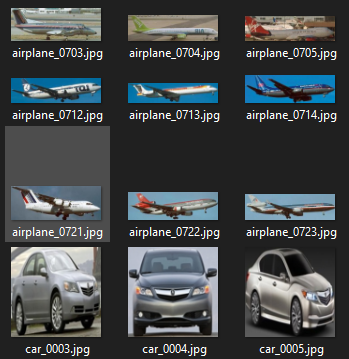 airplane_0703.jpg airplane_0704.jpg airplane_0705.jpg
airplane_0712.jpg airplane_0713.jpg airplane_0714.jpg
airplane_0721.jpg airplane_0722.jpg airplane_0723.jpg
car_0003.jpg car_0004.jpg car_0005.jpg